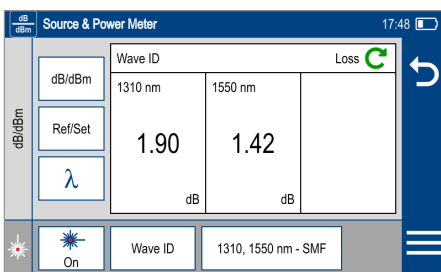 dB
dBm
Source & Power Meter
17:48
dB/dBm
dB/dBm
Ref/Set
λ
Wave ID
Loss
1310 nm
1550 nm
1.90
1.42
dB
dB
On
Wave ID
1310, 1550 nm - SMF